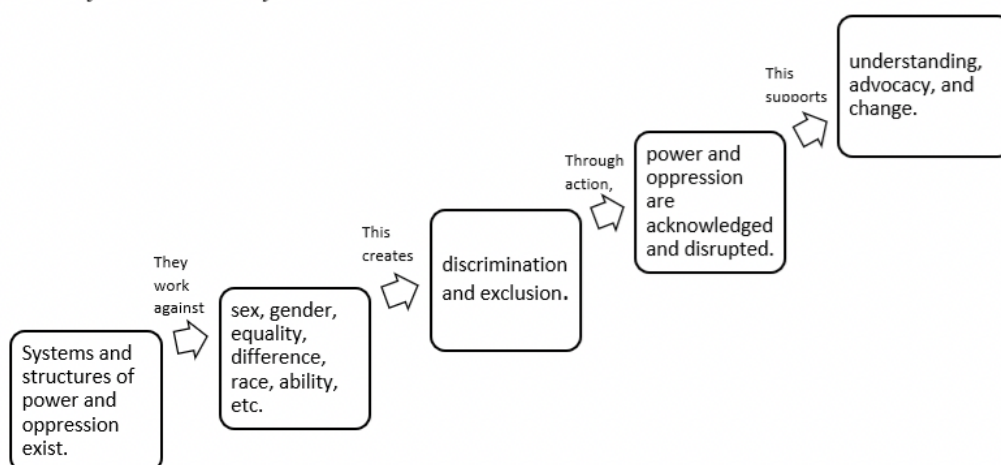 Systems and
structures of
power and
oppression
exist.
They
work
against
sex, gender,
equality,
difference,
race, ability,
etc.
This
creates
discrimination
and exclusion.
Through
action,
power and
oppression
are
acknowledged
and disrupted.
This
supports
understanding,
advocacy, and
change.